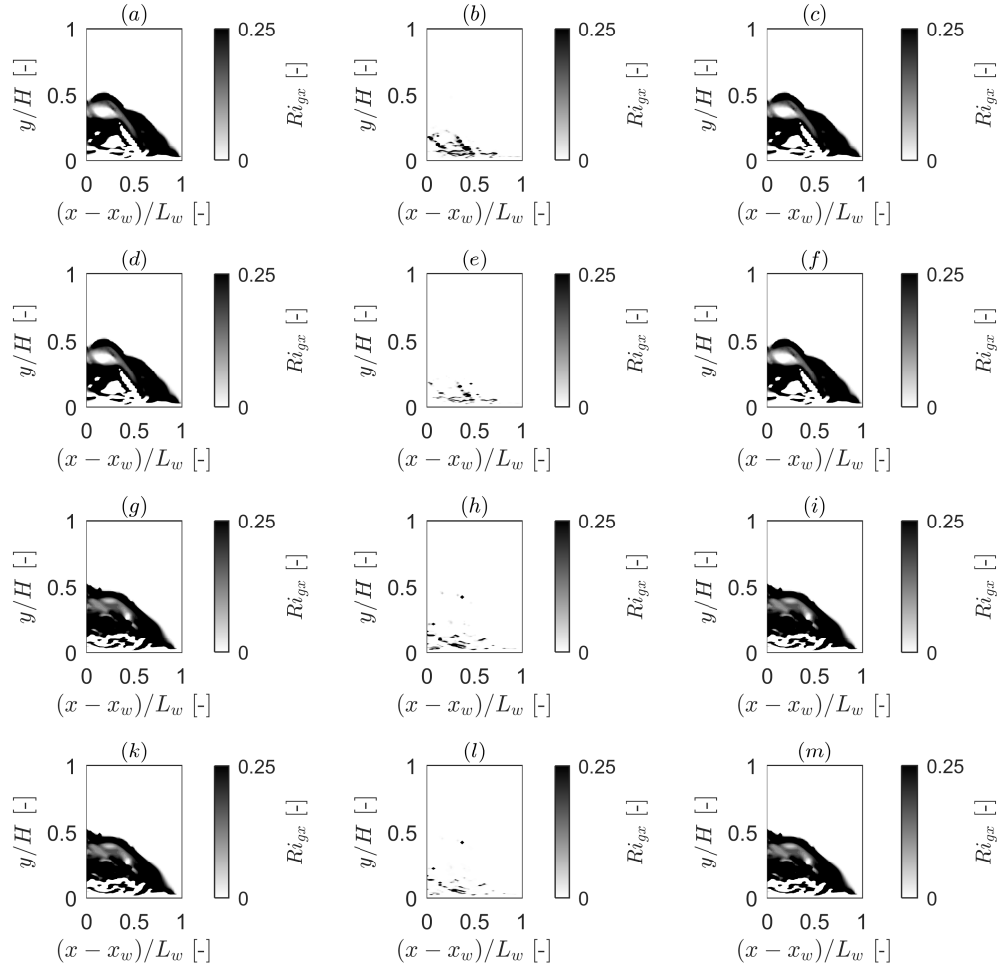 (a) (b) (c)
1 0.25 1 0.25 1 0.25
y/H [-] Ri_gx [-] y/H [-] Ri_gx [-] y/H [-] Ri_gx [-]
0.5 0.5 0.5
0 0 0 0 0 0
0 0.5 1 0 0.5 1 0 0.5 1
(x − x_w)/L_w [-] (x − x_w)/L_w [-] (x − x_w)/L_w [-]
(d) (e) (f)
1 0.25 1 0.25 1 0.25
y/H [-] Ri_gx [-] y/H [-] Ri_gx [-] y/H [-] Ri_gx [-]
0.5 0.5 0.5
0 0 0 0 0 0
0 0.5 1 0 0.5 1 0 0.5 1
(x − x_w)/L_w [-] (x − x_w)/L_w [-] (x − x_w)/L_w [-]
(g) (h) (i)
1 0.25 1 0.25 1 0.25
y/H [-] Ri_gx [-] y/H [-] Ri_gx [-] y/H [-] Ri_gx [-]
0.5 0.5 0.5
0 0 0 0 0 0
0 0.5 1 0 0.5 1 0 0.5 1
(x − x_w)/L_w [-] (x − x_w)/L_w [-] (x − x_w)/L_w [-]
(k) (l) (m)
1 0.25 1 0.25 1 0.25
y/H [-] Ri_gx [-] y/H [-] Ri_gx [-] y/H [-] Ri_gx [-]
0.5 0.5 0.5
0 0 0 0 0 0
0 0.5 1 0 0.5 1 0 0.5 1
(x − x_w)/L_w [-] (x − x_w)/L_w [-] (x − x_w)/L_w [-]